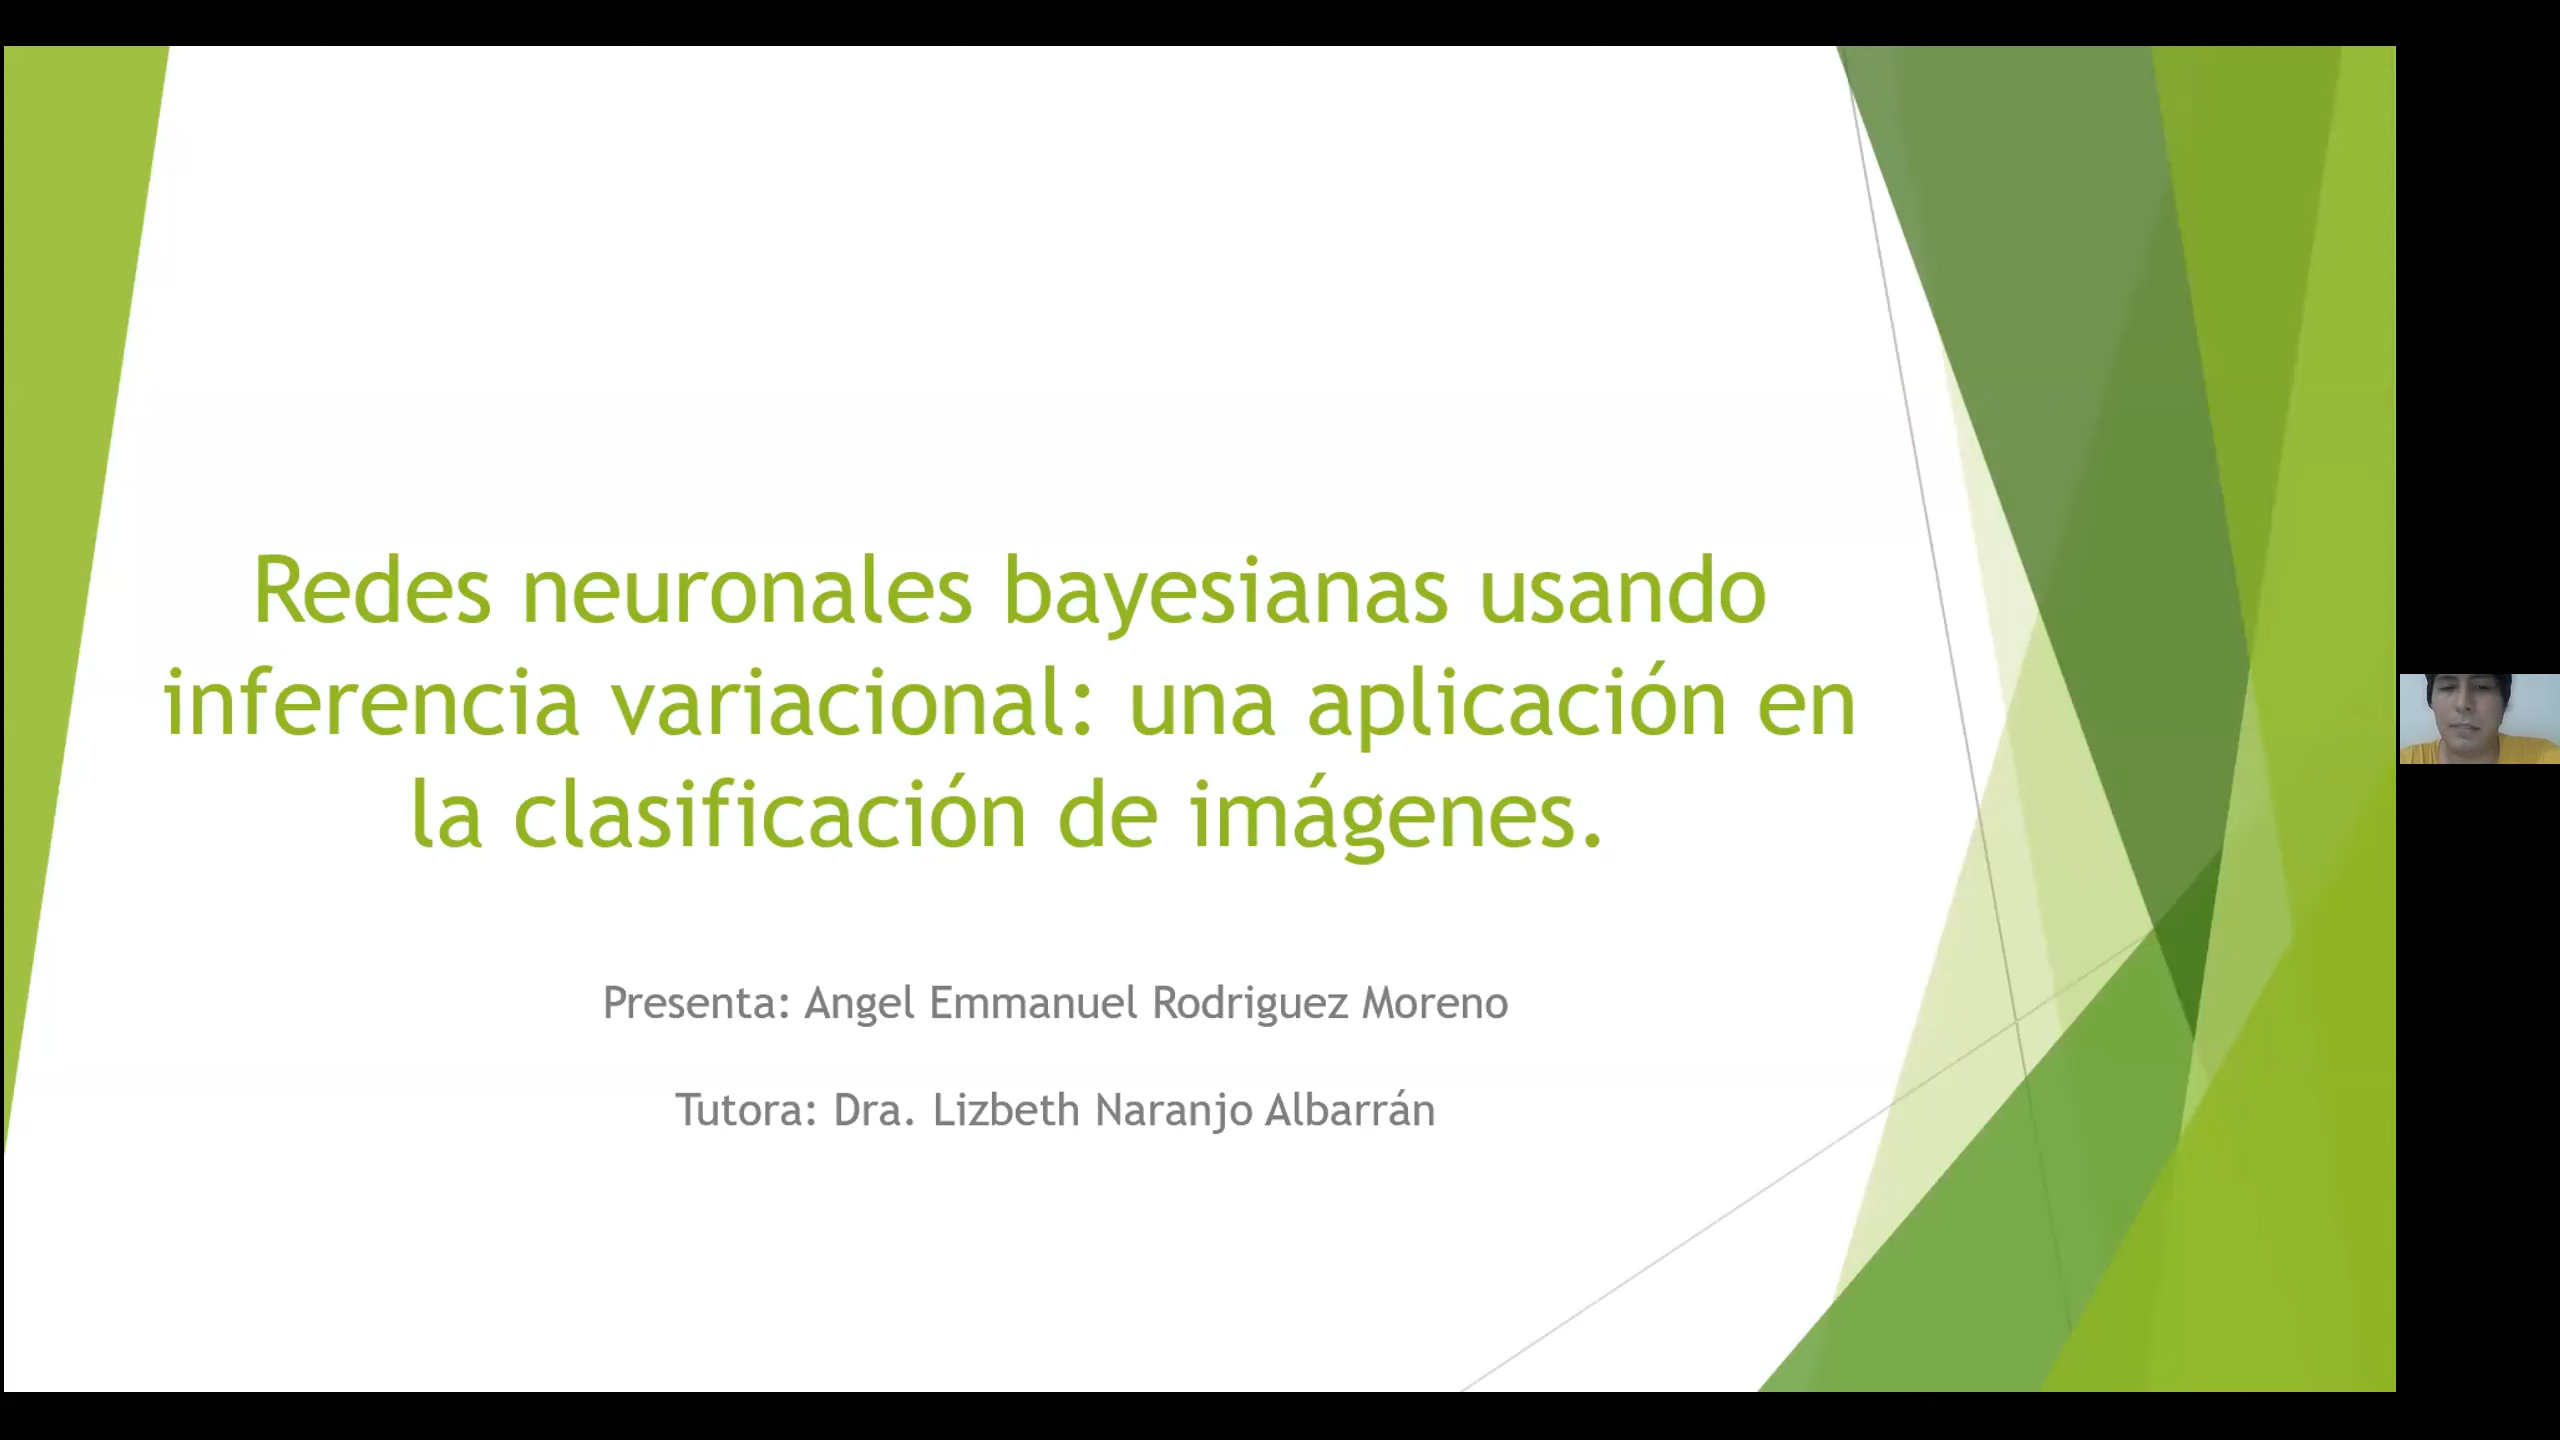 Redes neuronales bayesianas usando
inferencia variacional: una aplicación en
la clasificación de imágenes.
Presenta: Angel Emmanuel Rodriguez Moreno
Tutora: Dra. Lizbeth Naranjo Albarrán